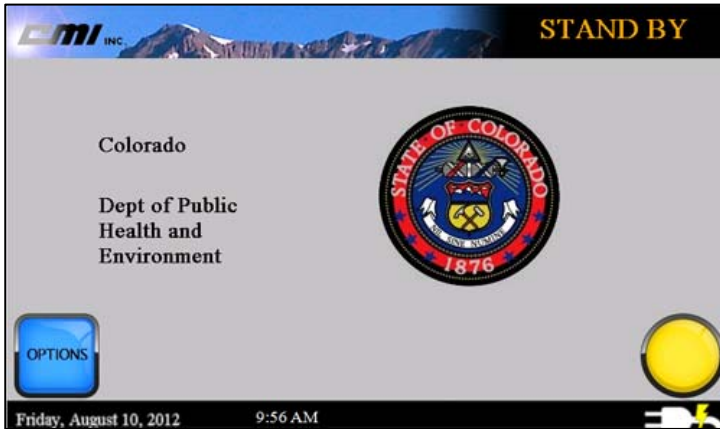 CMI INC.
STAND BY
Colorado
Dept of Public
Health and
Environment
STATE OF COLORADO
NIL SINE NUMINE
1876
OPTIONS
Friday, August 10, 2012
9:56 AM